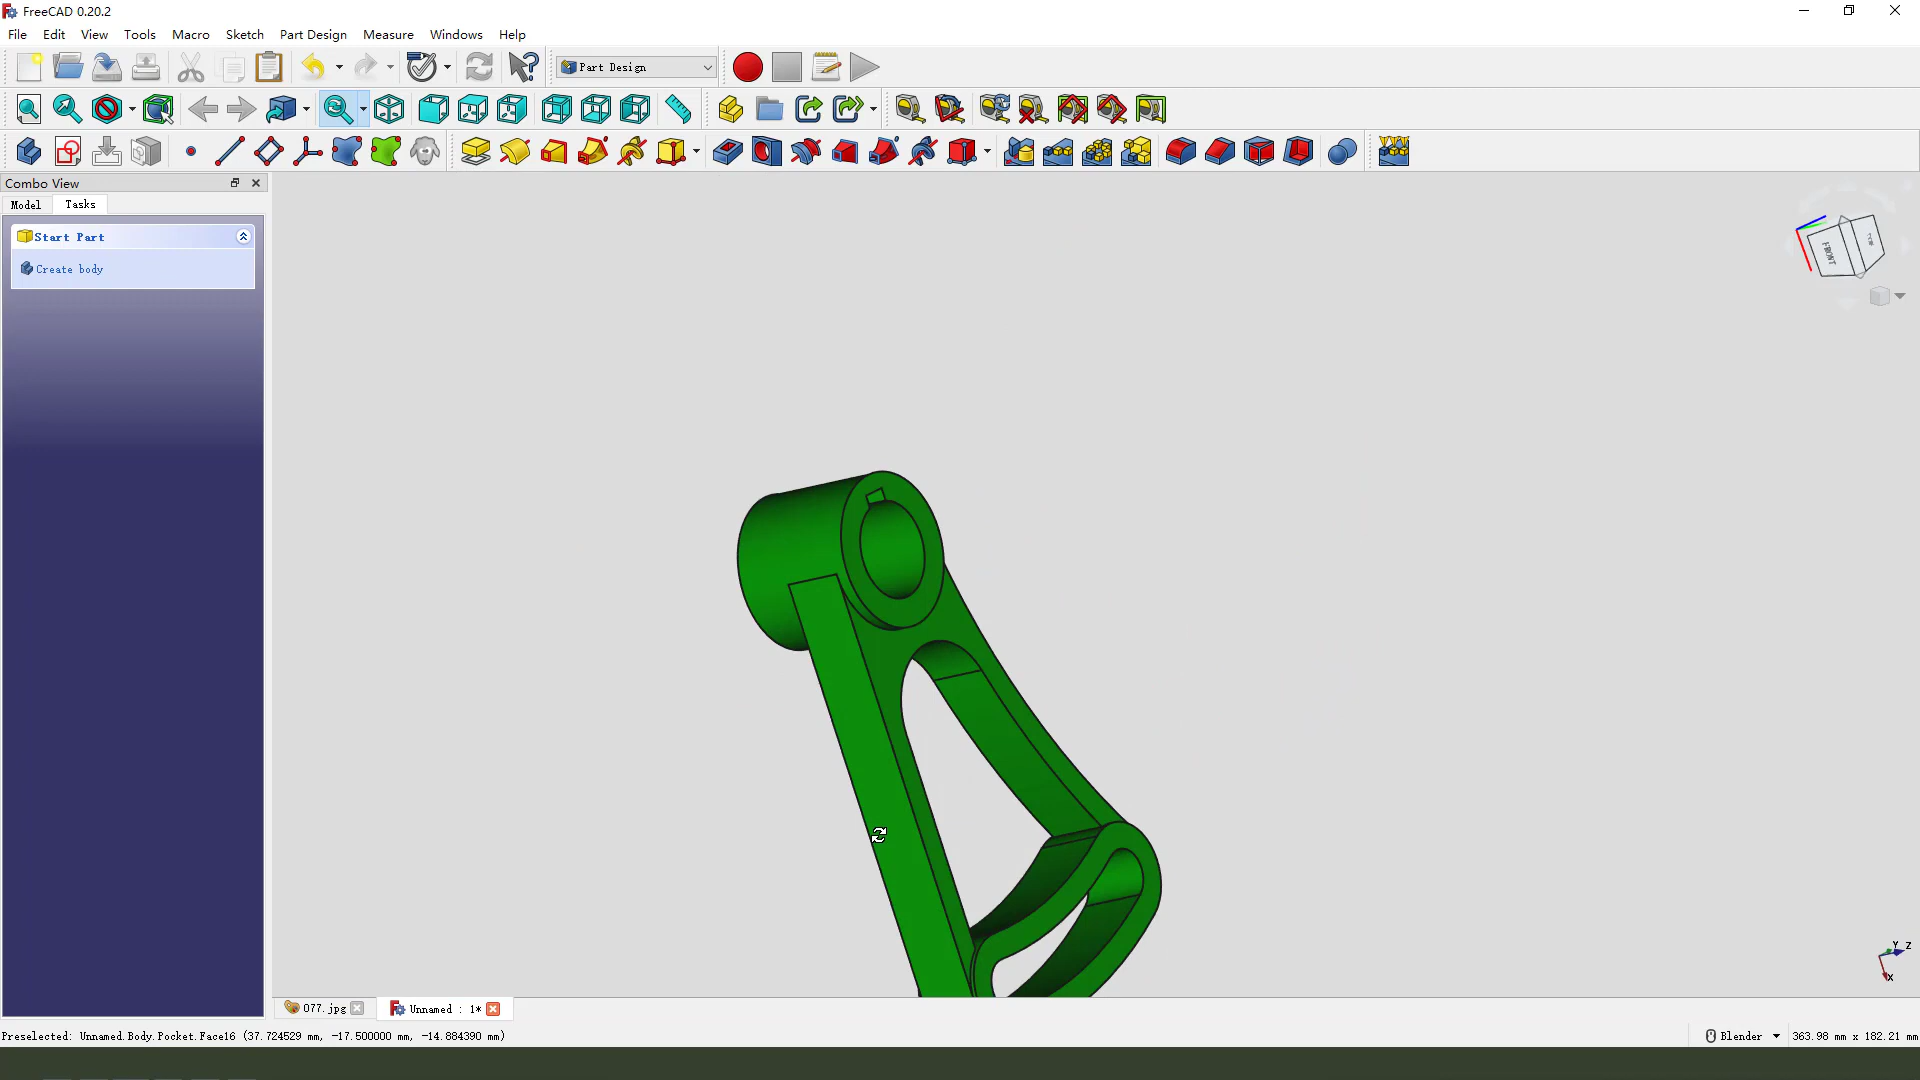 FreeCAD 0.20.2
File Edit View Tools Macro Sketch Part Design Measure Windows Help
Part Design
Combo View
Model Tasks
Start Part
Create body
FRONT
TOP
Y Z
X
077.jpg Unnamed : 1*
Preselected: Unnamed.Body.Pocket.Face16 (37.724529 mm, -17.500000 mm, -14.884390 mm)
Blender 363.98 mm x 182.21 mm